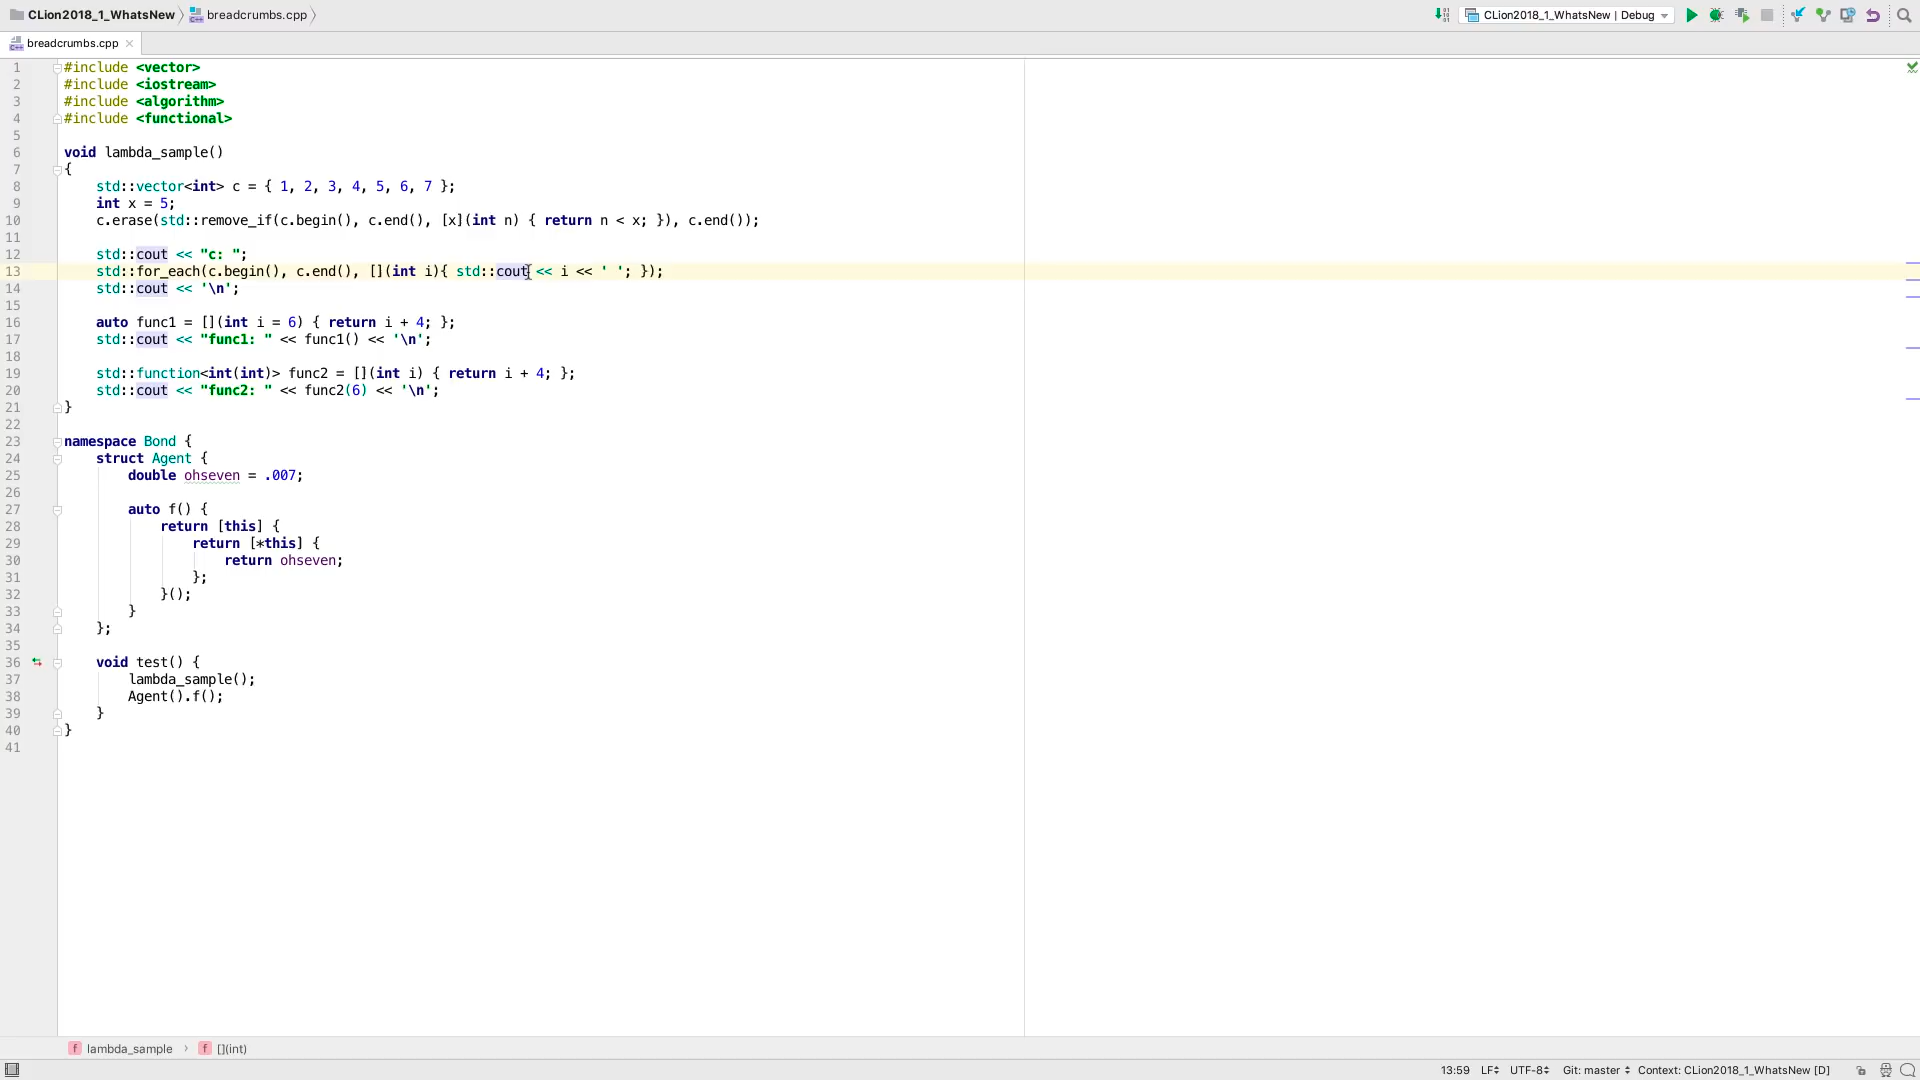 CLion2018_1_WhatsNew breadcrumbs.cpp CLion2018_1_WhatsNew | Debug
breadcrumbs.cpp
1 #include <vector>
2 #include <iostream>
3 #include <algorithm>
4 #include <functional>
5
6 void lambda_sample()
7 {
8 std::vector<int> c = { 1, 2, 3, 4, 5, 6, 7 };
9 int x = 5;
10 c.erase(std::remove_if(c.begin(), c.end(), [x](int n) { return n < x; }), c.end());
11
12 std::cout << "c: ";
13 std::for_each(c.begin(), c.end(), [](int i){ std::cout << i << ' '; });
14 std::cout << '\n';
15
16 auto func1 = [](int i = 6) { return i + 4; };
17 std::cout << "func1: " << func1() << '\n';
18
19 std::function<int(int)> func2 = [](int i) { return i + 4; };
20 std::cout << "func2: " << func2(6) << '\n';
21 }
22
23 namespace Bond {
24 struct Agent {
25 double ohseven = .007;
26
27 auto f() {
28 return [this] {
29 return [*this] {
30 return ohseven;
31 };
32 }();
33 }
34 };
35
36 void test() {
37 lambda_sample();
38 Agent().f();
39 }
40 }
41
f lambda_sample › f [](int)
13:59 LF UTF-8 Git: master Context: CLion2018_1_WhatsNew [D]